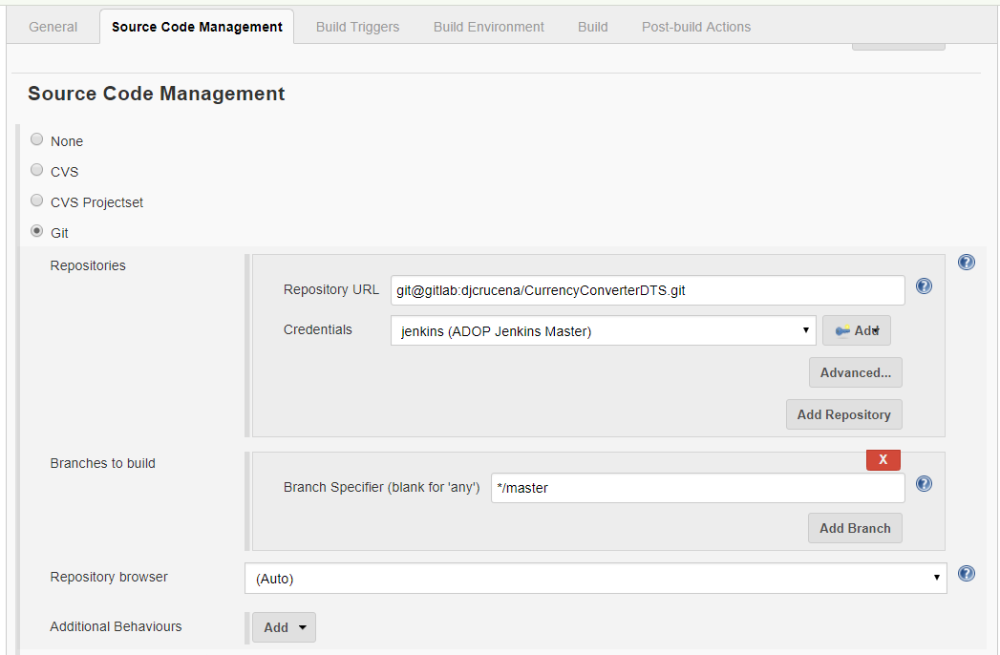 General Source Code Management Build Triggers Build Environment Build Post-build Actions
Source Code Management
None
CVS
CVS Projectset
Git
Repositories
Repository URL git@gitlab:djcrucena/CurrencyConverterDTS.git
Credentials jenkins (ADOP Jenkins Master) Add
Advanced...
Add Repository
Branches to build
X
Branch Specifier (blank for 'any') */master
Add Branch
Repository browser (Auto)
Additional Behaviours Add